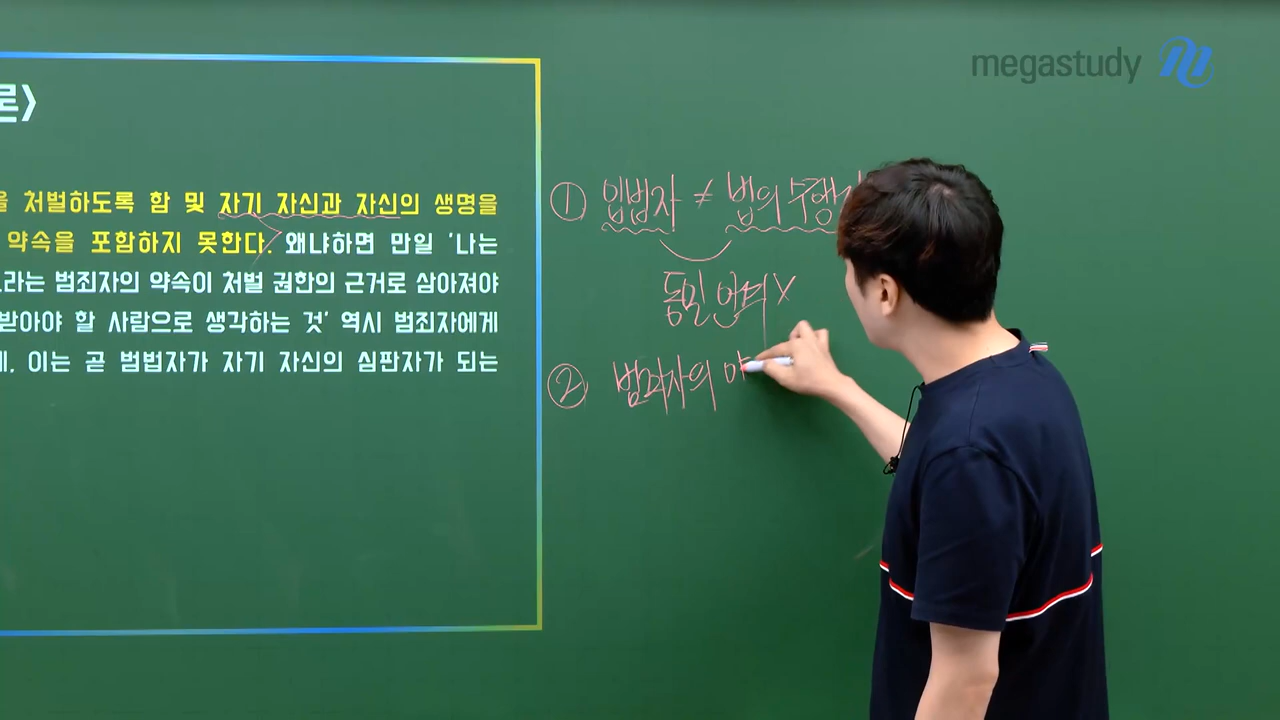 megastudy
론〉
을 처벌하도록 함 및 자기 자신과 자신의 생명을
약속을 포함하지 못한다. 왜냐하면 만일 '나는
라는 범죄자의 약속이 처벌 권한의 근거로 삼아져야
받아야 할 사람으로 생각하는 것' 역시 범죄자에게
, 이는 곧 범법자가 자기 자신의 심판자가 되는
① 입법자 ≠ 법의 수행
동일 인격 X
② 범죄자의 야